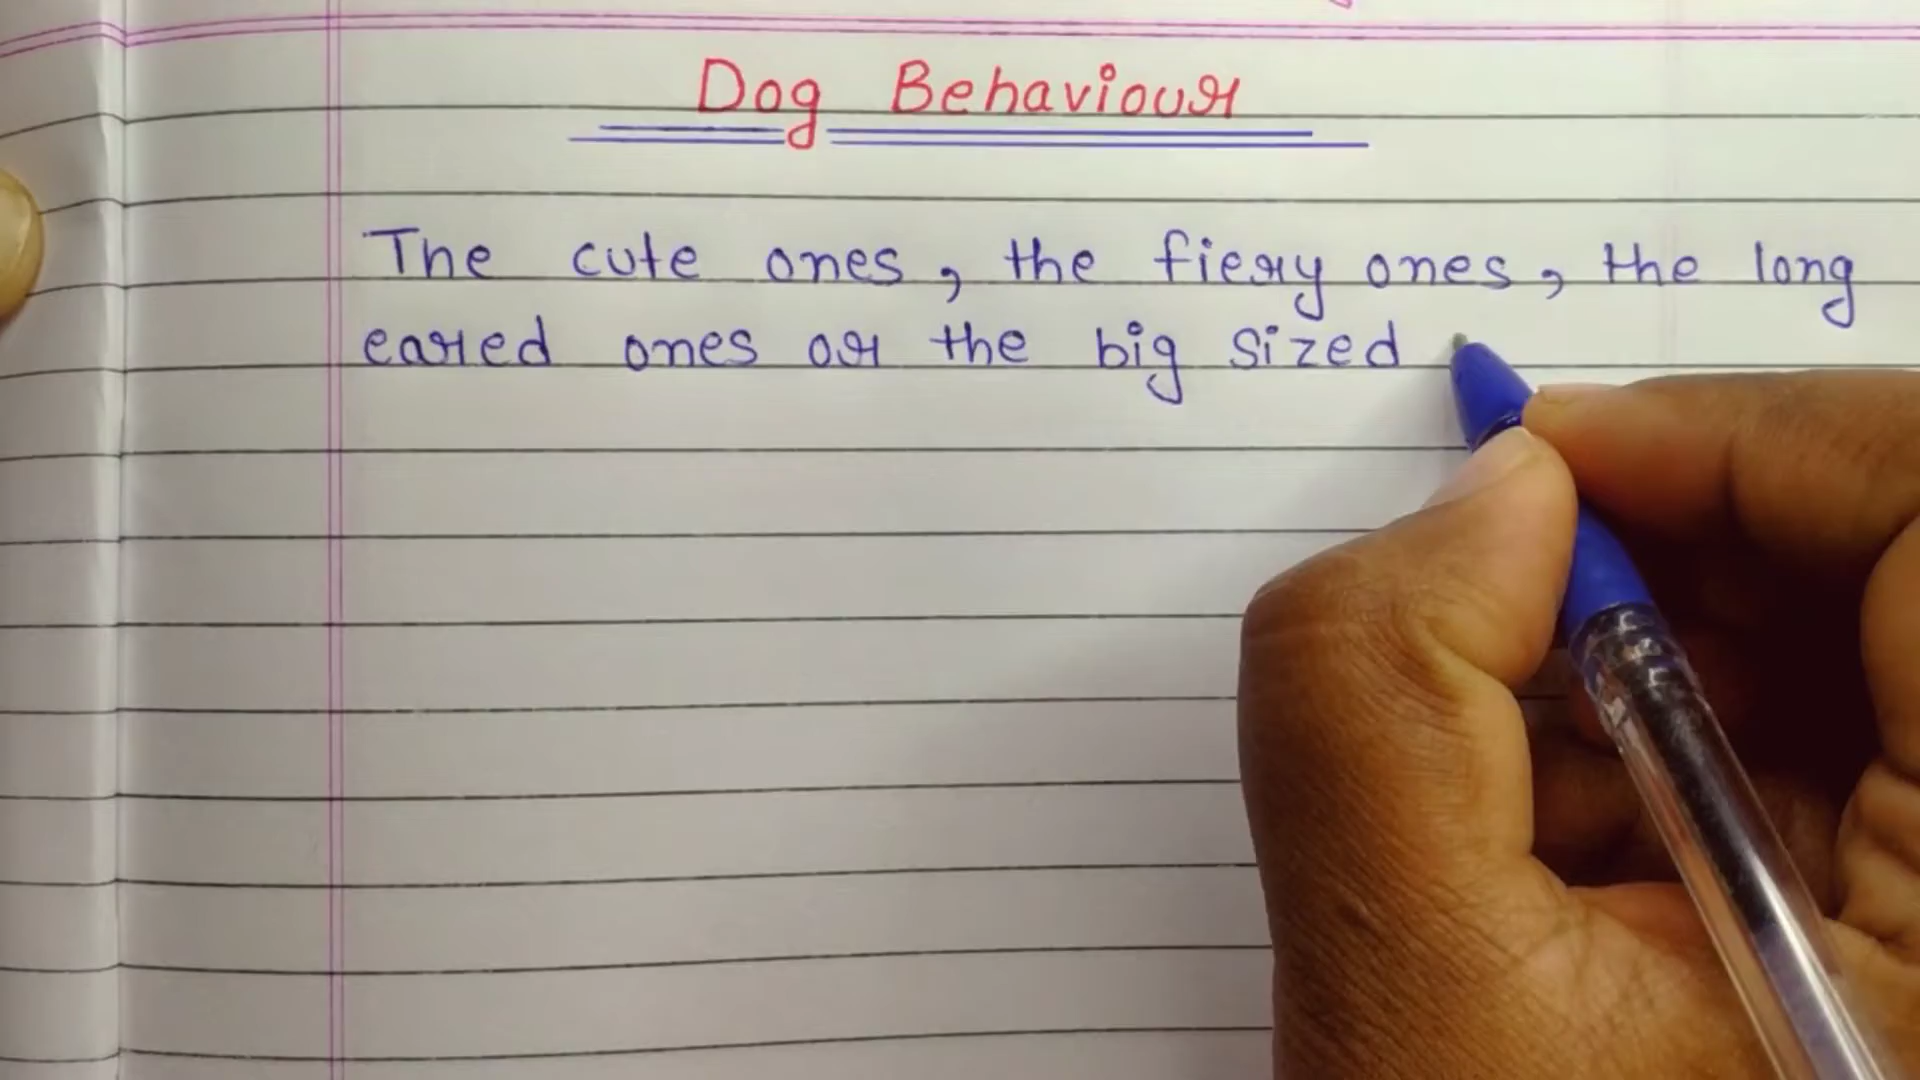 Dog Behaviour
The cute ones, the fiery ones, the long
eared ones or the big sized